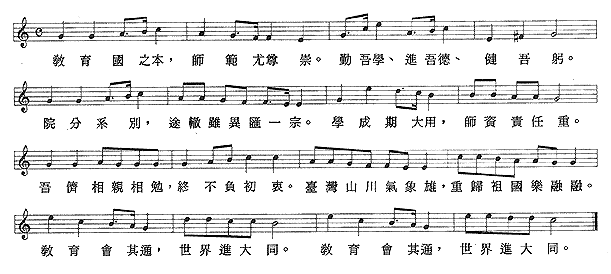 教育國之本，師範尤尊崇。勤吾學、進吾德、健吾躬。
院分系別，途轍雖異匯一宗。學成期大用，師資責任重。
吾儕相親相勉，終不負初衷。臺灣山川氣象雄，重歸祖國樂融融。
教育會其通，世界進大同。教育會其通，世界進大同。